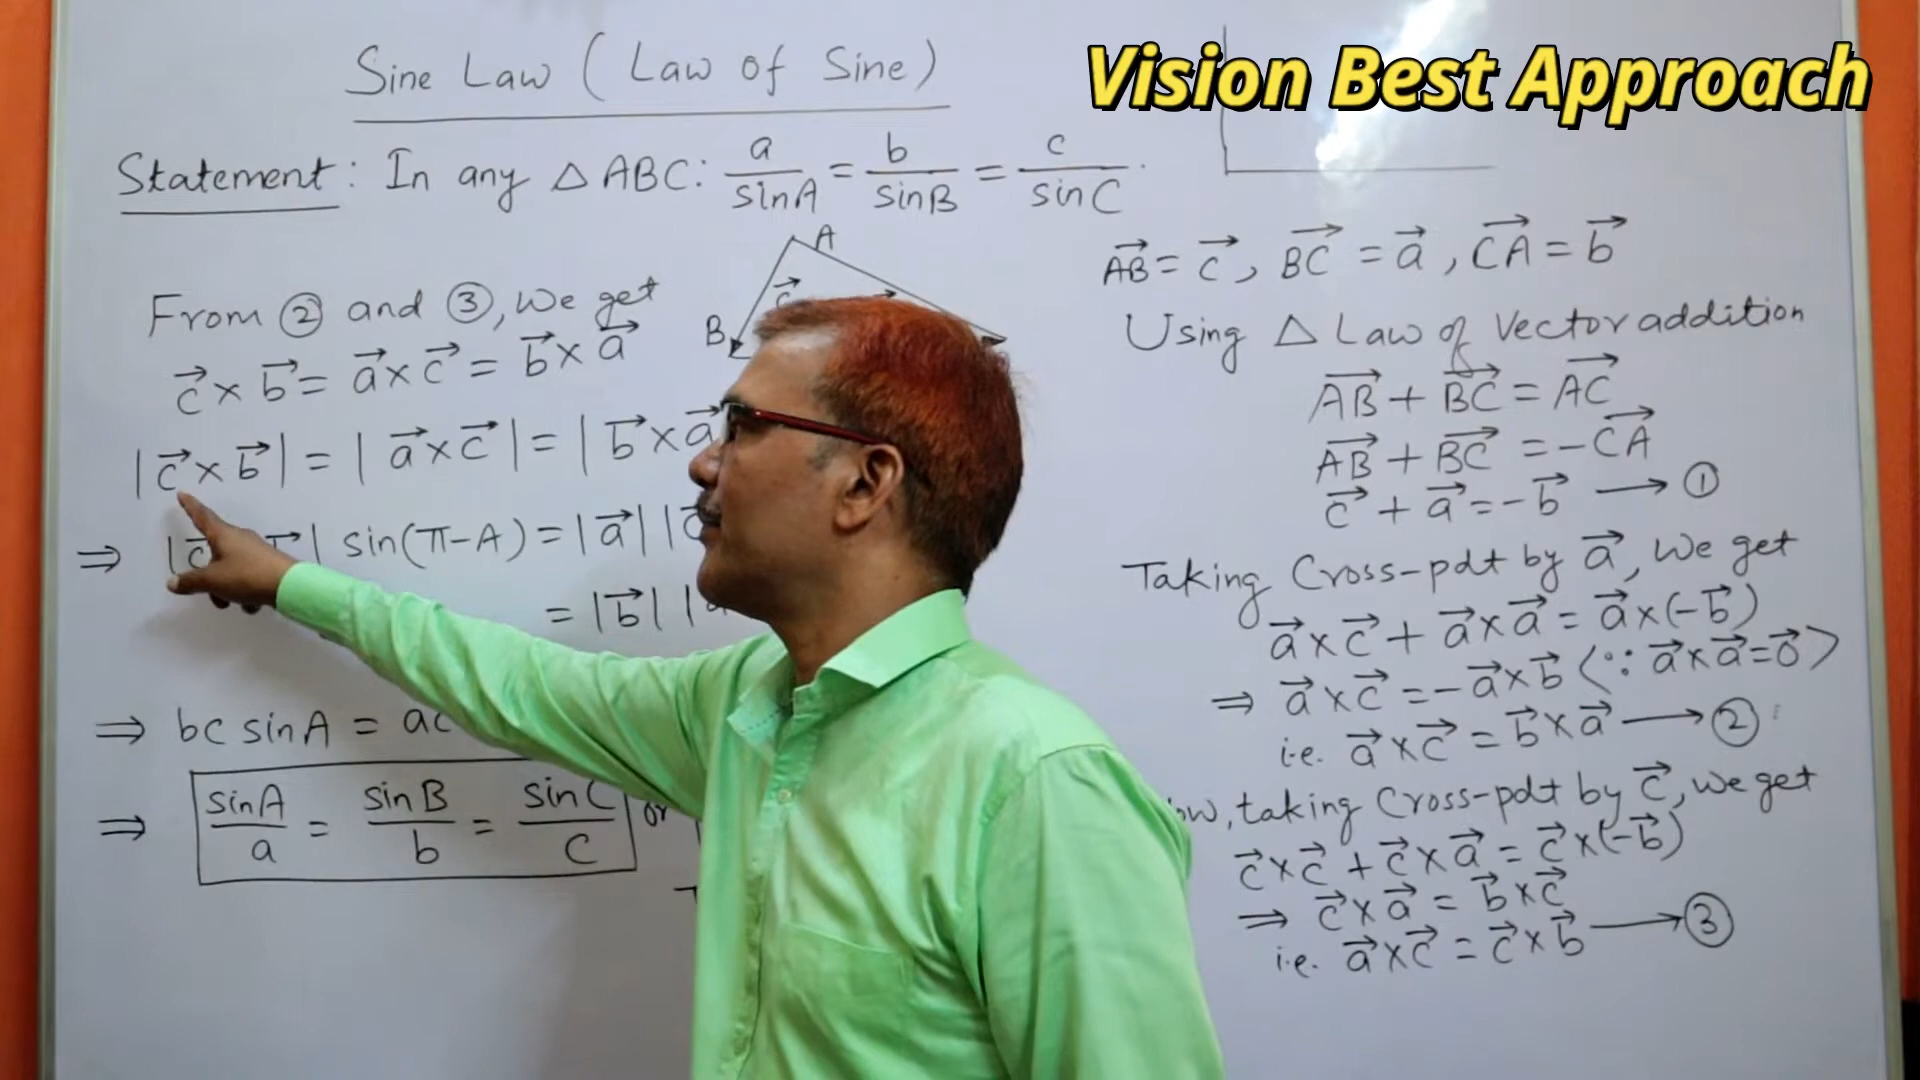 Vision Best Approach
Sine Law (Law of Sine)
Statement: In any △ABC: a/sinA = b/sinB = c/sinC.
A
B
c⃗
From ② and ③, we get
c⃗ × b⃗ = a⃗ × c⃗ = b⃗ × a⃗
|c⃗ × b⃗| = |a⃗ × c⃗| = |b⃗ × a⃗
⇒ |c⃗ | sin(π-A) = |a⃗| |
= |b⃗| |
⇒ bc sinA = ac
⇒ sinA/a = sinB/b = sinC/c or
AB⃗ = c⃗, BC⃗ = a⃗, CA⃗ = b⃗
Using △ Law of Vector addition
AB⃗ + BC⃗ = AC⃗
AB⃗ + BC⃗ = -CA⃗
c⃗ + a⃗ = -b⃗ → ①
Taking Cross-pdt by a⃗, we get
a⃗ × c⃗ + a⃗ × a⃗ = a⃗ × (-b⃗)
⇒ a⃗ × c⃗ = -a⃗ × b⃗ ⟨∵ a⃗ × a⃗ = 0⃗⟩
i.e. a⃗ × c⃗ = b⃗ × a⃗ → ②
, taking Cross-pdt by c⃗, we get
c⃗ × c⃗ + c⃗ × a⃗ = c⃗ × (-b⃗)
⇒ c⃗ × a⃗ = b⃗ × c⃗
i.e. a⃗ × c⃗ = c⃗ × b⃗ → ③